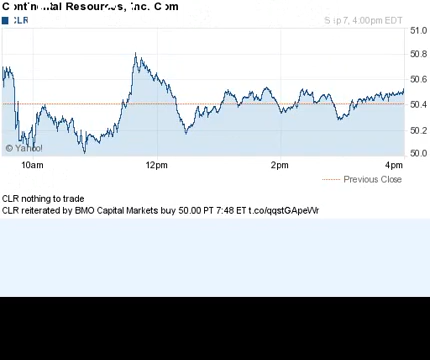 Continental Resources, Inc. Com
CLR
Sep 7, 4:00pm EDT
51.0
50.8
50.6
50.4
50.2
50.0
© Yahoo!
10am 12pm 2pm 4pm
Previous Close
CLR nothing to trade
CLR reiterated by BMO Capital Markets buy 50.00 PT 7:48 ET t.co/qqstGApeWr